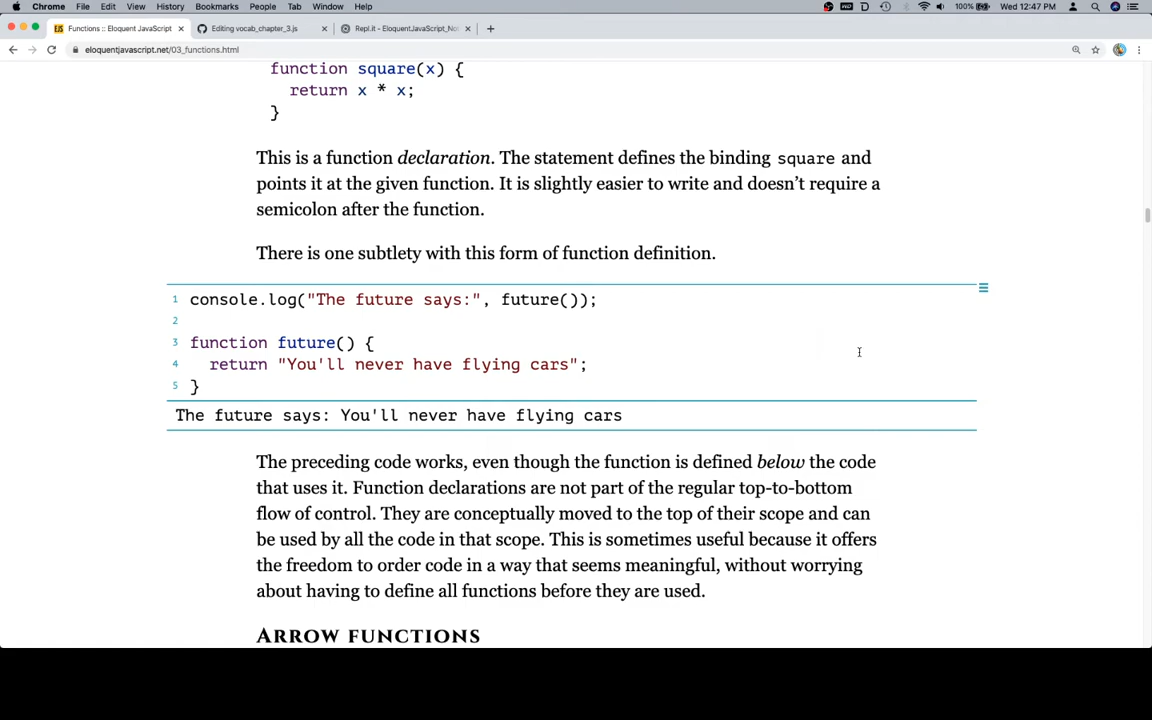 Chrome File Edit View History Bookmarks People Tab Window Help 100% Wed 12:47 PM
Functions :: Eloquent JavaScript Editing vocab_chapter_3.js Repl.it - EloquentJavaScript_No
eloquentjavascript.net/03_functions.html
function square(x) {
return x * x;
}
This is a function declaration. The statement defines the binding square and
points it at the given function. It is slightly easier to write and doesn’t require a
semicolon after the function.
There is one subtlety with this form of function definition.
1 console.log("The future says:", future());
2
3 function future() {
4 return "You'll never have flying cars";
5 }
The future says: You'll never have flying cars
The preceding code works, even though the function is defined below the code
that uses it. Function declarations are not part of the regular top-to-bottom
flow of control. They are conceptually moved to the top of their scope and can
be used by all the code in that scope. This is sometimes useful because it offers
the freedom to order code in a way that seems meaningful, without worrying
about having to define all functions before they are used.
ARROW FUNCTIONS